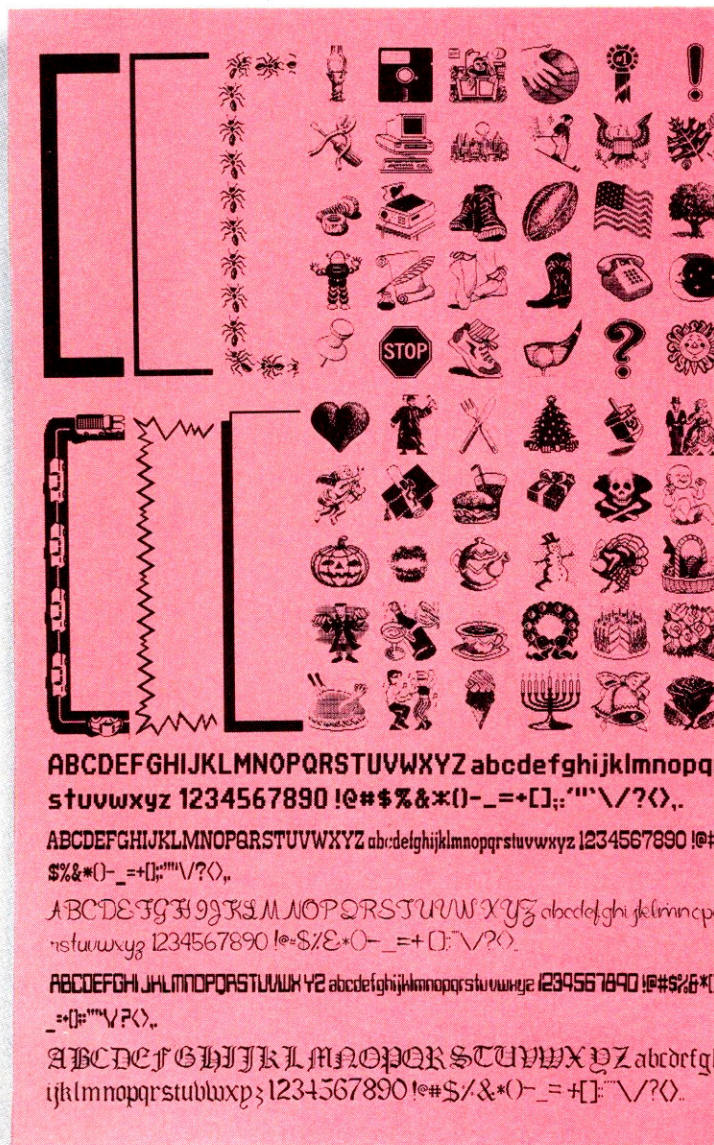 #1
STOP
ABCDEFGHIJKLMNOPQRSTUVWXYZ abcdefghijklmnopq
stuvwxyz 1234567890 !@#$%&*()-_=+[];:'"`\/?<>,.
ABCDEFGHIJKLMNOPQRSTUVWXYZ abcdefghijklmnopqrstuvwxyz 1234567890 !@#
$%&*()-_=+[];:'"`\/?<>,.
ABCDEFGHIJKLMNOPQRSTUVWXYZ abcdefghijklmnop
rstuvwxyz 1234567890 !@#$%&*()-_=+[]:"\/?<>..
ABCDEFGHIJKLMNOPQRSTUVWXYZ abcdefghijklmnopqrstuvwxyz 1234567890 !@#$%&*[
_=+[]:'"`\/?<>,.
ABCDEFGHIJKLMNOPQRSTUVWXYZ abcdefg
ijklmnopqrstuvwxyz 1234567890 !@#$%&*()-_=+[]:"`\/?<>..